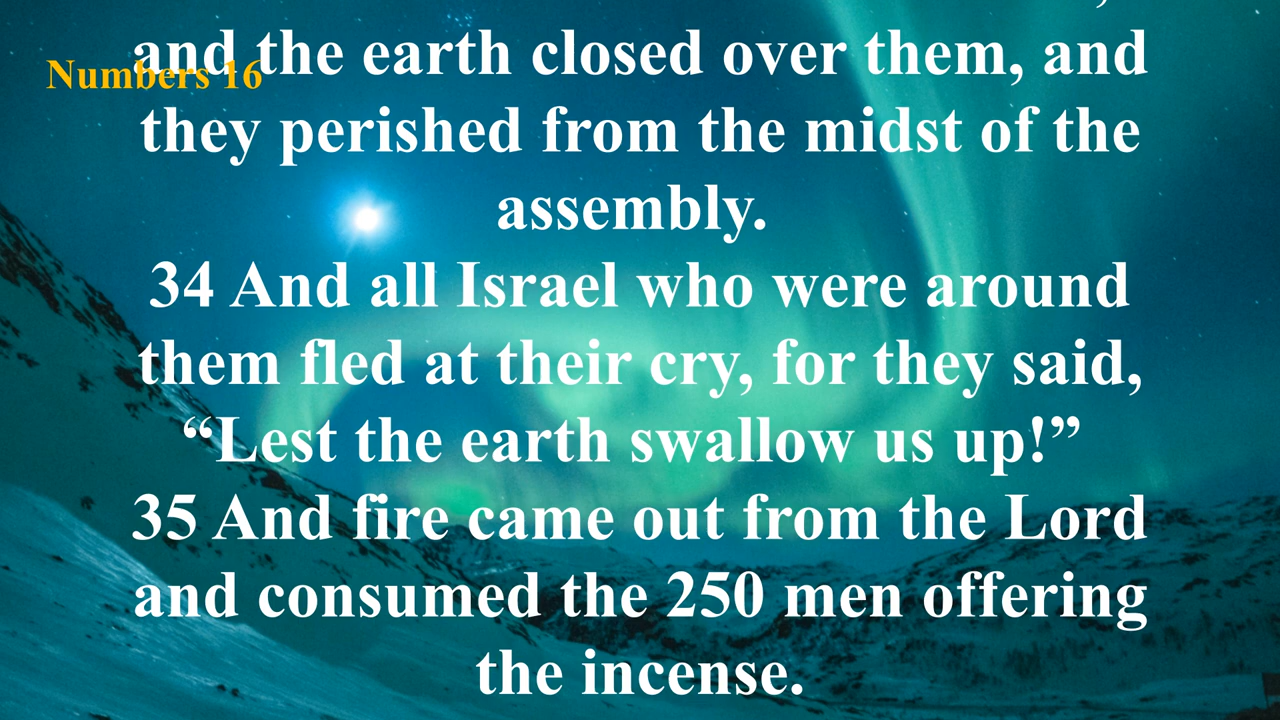 and the earth closed over them, and
Numbers 16
they perished from the midst of the
assembly.
34 And all Israel who were around
them fled at their cry, for they said,
“Lest the earth swallow us up!”
35 And fire came out from the Lord
and consumed the 250 men offering
the incense.